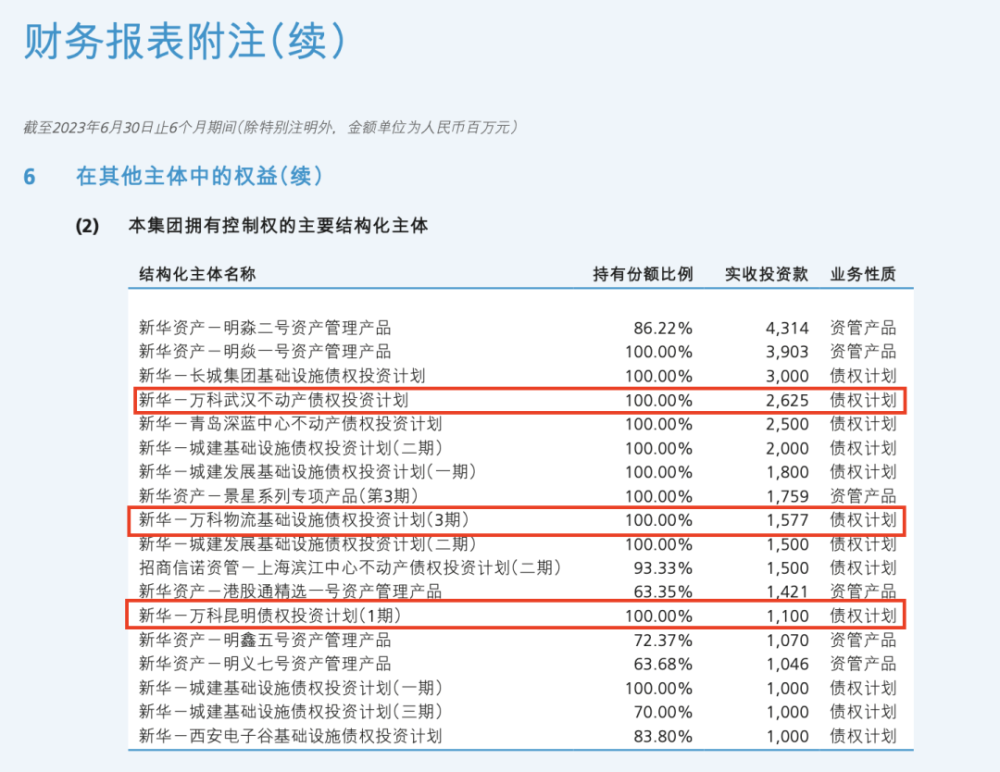 财务报表附注(续)
截至2023年6月30日止6个月期间(除特别注明外，金额单位为人民币百万元)
6 在其他主体中的权益(续)
(2) 本集团拥有控制权的主要结构化主体
结构化主体名称 持有份额比例 实收投资款 业务性质
新华资产－明淼二号资产管理产品 86.22% 4,314 资管产品
新华资产－明焱一号资产管理产品 100.00% 3,903 资管产品
新华－长城集团基础设施债权投资计划 100.00% 3,000 债权计划
新华－万科武汉不动产债权投资计划 100.00% 2,625 债权计划
新华－青岛深蓝中心不动产债权投资计划 100.00% 2,500 债权计划
新华－城建基础设施债权投资计划(二期) 100.00% 2,000 债权计划
新华－城建发展基础设施债权投资计划(一期) 100.00% 1,800 债权计划
新华资产－景星系列专项产品(第3期) 100.00% 1,759 资管产品
新华－万科物流基础设施债权投资计划(3期) 100.00% 1,577 债权计划
新华－城建发展基础设施债权投资计划(二期) 100.00% 1,500 债权计划
招商信诺资管－上海滨江中心不动产债权投资计划(二期) 93.33% 1,500 债权计划
新华资产－港股通精选一号资产管理产品 63.35% 1,421 资管产品
新华－万科昆明债权投资计划(1期) 100.00% 1,100 债权计划
新华资产－明鑫五号资产管理产品 72.37% 1,070 资管产品
新华资产－明义七号资产管理产品 63.68% 1,046 资管产品
新华－城建基础设施债权投资计划(一期) 100.00% 1,000 债权计划
新华－城建基础设施债权投资计划(三期) 70.00% 1,000 债权计划
新华－西安电子谷基础设施债权投资计划 83.80% 1,000 债权计划